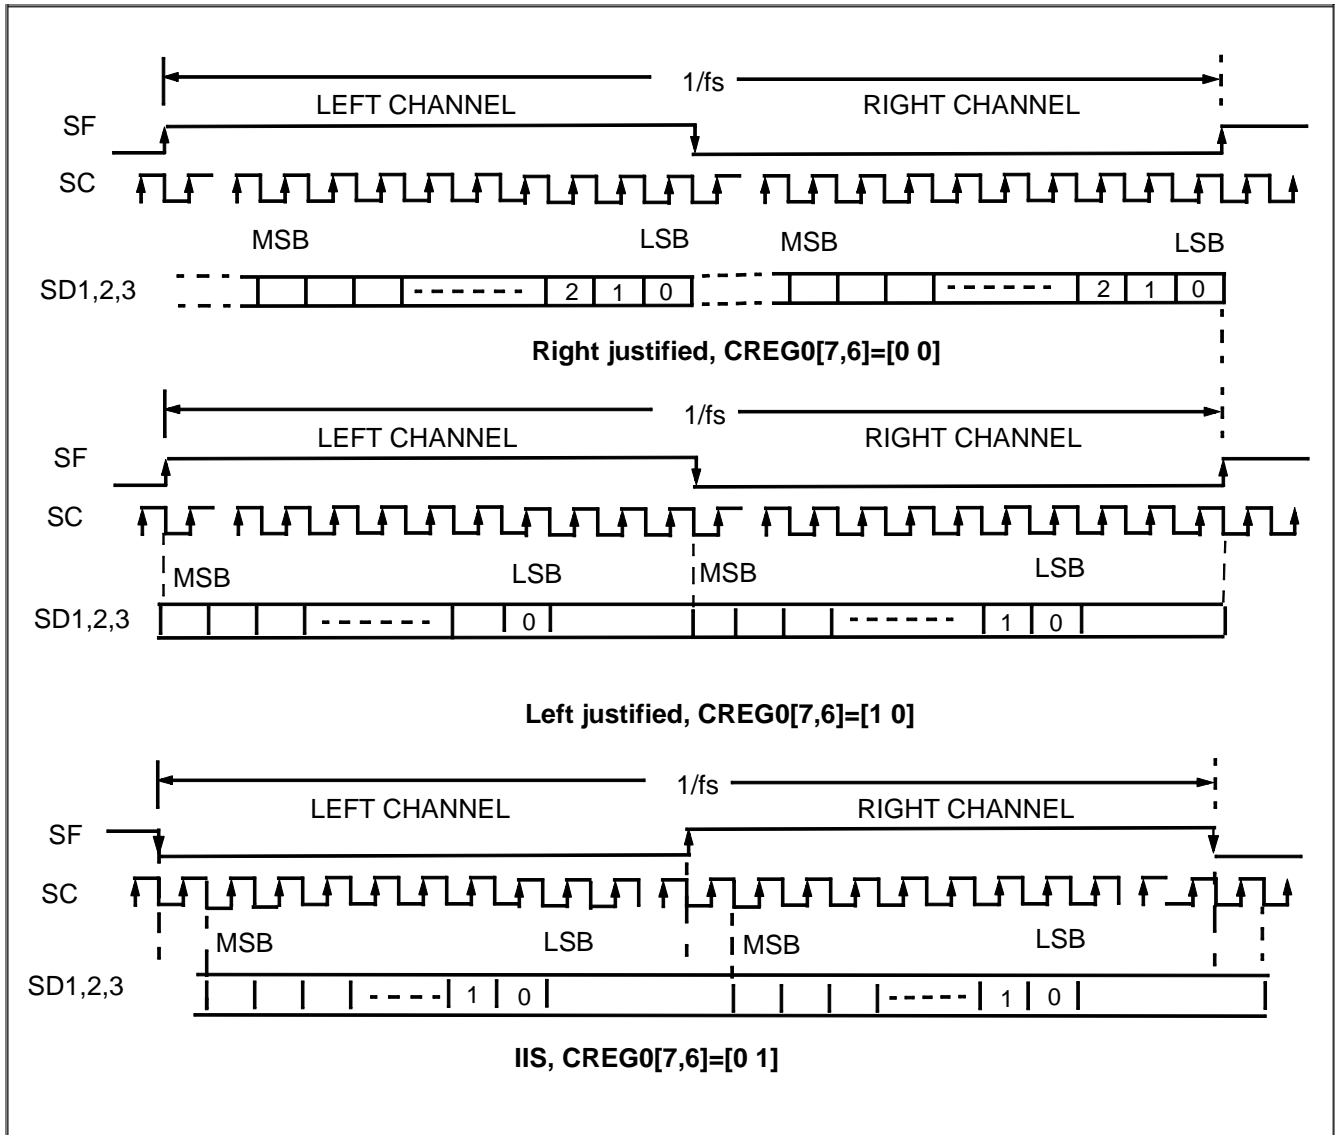 1/fs
LEFT CHANNEL RIGHT CHANNEL
SF
SC
MSB LSB MSB LSB
SD1,2,3 2 1 0 2 1 0
Right justified, CREG0[7,6]=[0 0]
1/fs
LEFT CHANNEL RIGHT CHANNEL
SF
SC
MSB LSB MSB LSB
SD1,2,3 0 1 0
Left justified, CREG0[7,6]=[1 0]
1/fs
LEFT CHANNEL RIGHT CHANNEL
SF
SC
MSB LSB MSB LSB
SD1,2,3 1 0 1 0
IIS, CREG0[7,6]=[0 1]